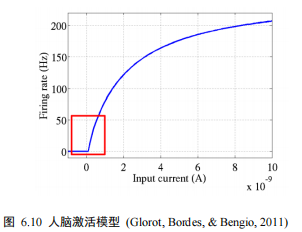 200
150
100
50
0
Firing rate (Hz)
0 2 4 6 8 10
Input current (A)
x 10⁻⁹
图 6.10 人脑激活模型 (Glorot, Bordes, & Bengio, 2011)